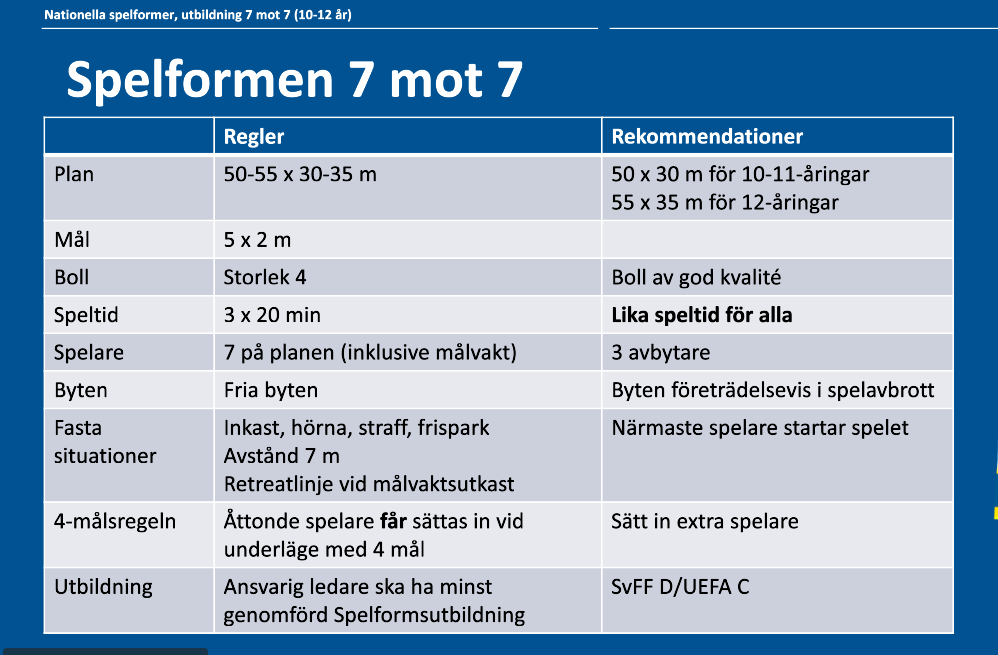 Nationella spelformer, utbildning 7 mot 7 (10-12 år)
Spelformen 7 mot 7
Regler Rekommendationer
Plan 50-55 x 30-35 m 50 x 30 m för 10-11-åringar
55 x 35 m för 12-åringar
Mål 5 x 2 m
Boll Storlek 4 Boll av god kvalité
Speltid 3 x 20 min Lika speltid för alla
Spelare 7 på planen (inklusive målvakt) 3 avbytare
Byten Fria byten Byten företrädelsevis i spelavbrott
Fasta Inkast, hörna, straff, frispark Närmaste spelare startar spelet
situationer Avstånd 7 m
Retreatlinje vid målvaktsutkast
4-målsregeln Åttonde spelare får sättas in vid Sätt in extra spelare
underläge med 4 mål
Utbildning Ansvarig ledare ska ha minst SvFF D/UEFA C
genomförd Spelformsutbildning